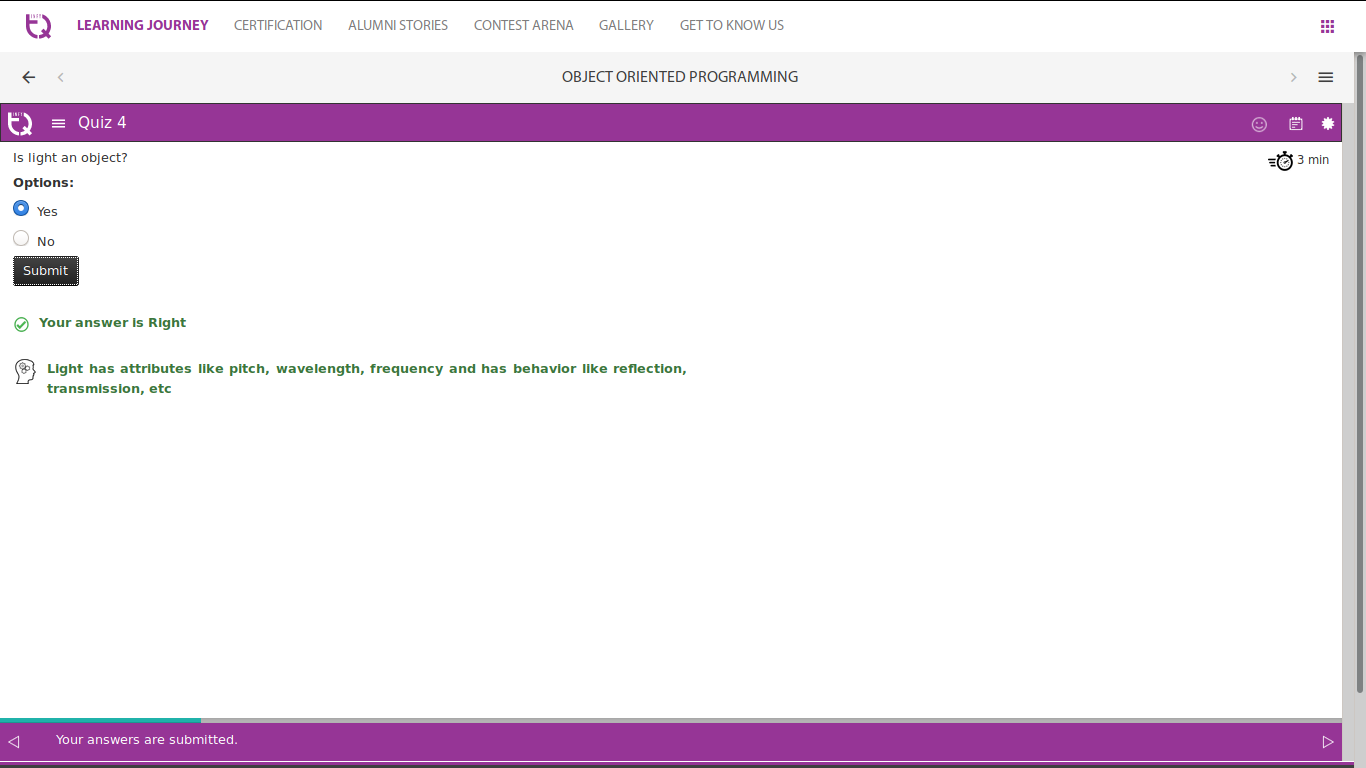 LEARNING JOURNEY CERTIFICATION ALUMNI STORIES CONTEST ARENA GALLERY GET TO KNOW US
OBJECT ORIENTED PROGRAMMING
Quiz 4
Is light an object?
3 min
Options:
Yes
No
Submit
Your answer is Right
Light has attributes like pitch, wavelength, frequency and has behavior like reflection,
transmission, etc
Your answers are submitted.